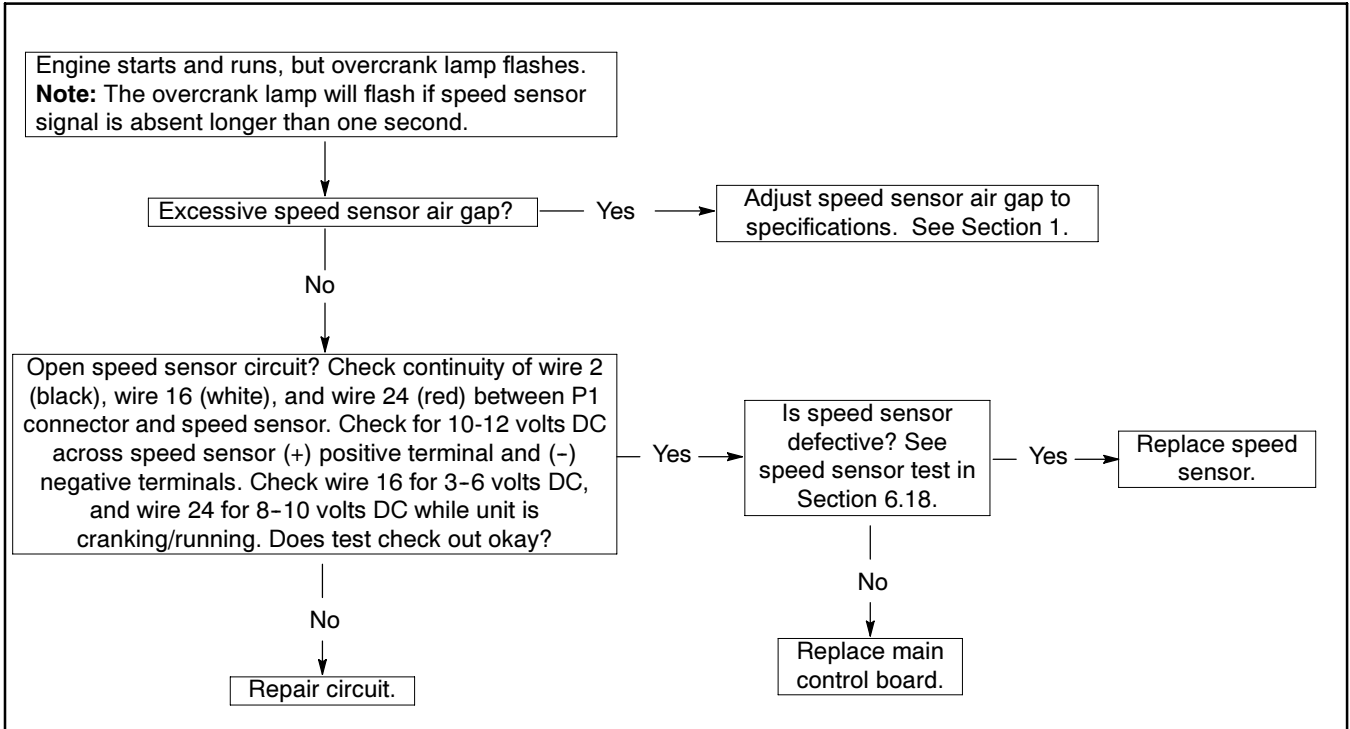 Engine starts and runs, but overcrank lamp flashes.
Note: The overcrank lamp will flash if speed sensor
signal is absent longer than one second.
Excessive speed sensor air gap?
Yes
Adjust speed sensor air gap to
specifications. See Section 1.
No
Open speed sensor circuit? Check continuity of wire 2
(black), wire 16 (white), and wire 24 (red) between P1
connector and speed sensor. Check for 10-12 volts DC
across speed sensor (+) positive terminal and (–)
negative terminals. Check wire 16 for 3–6 volts DC,
and wire 24 for 8–10 volts DC while unit is
cranking/running. Does test check out okay?
Yes
Is speed sensor
defective? See
speed sensor test in
Section 6.18.
Yes
Replace speed
sensor.
No
Repair circuit.
No
Replace main
control board.